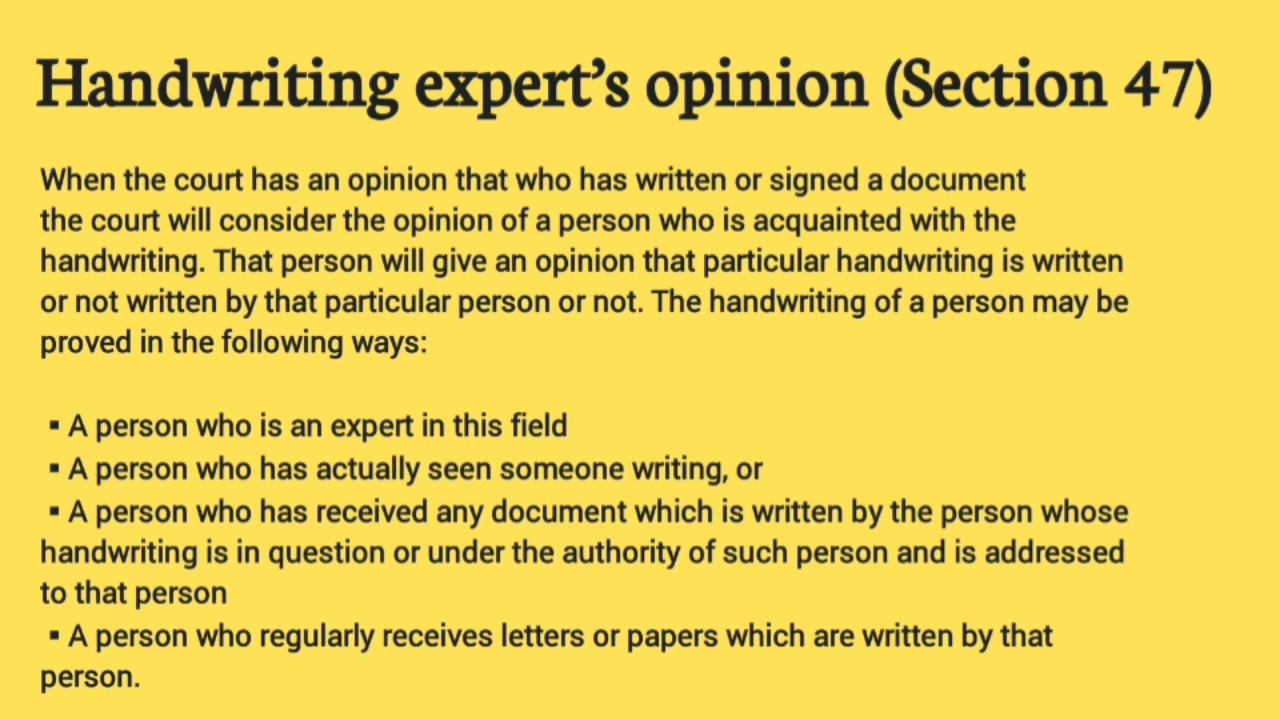 Handwriting expert's opinion (Section 47)
When the court has an opinion that who has written or signed a document
the court will consider the opinion of a person who is acquainted with the
handwriting. That person will give an opinion that particular handwriting is written
or not written by that particular person or not. The handwriting of a person may be
proved in the following ways:
▪ A person who is an expert in this field
▪ A person who has actually seen someone writing, or
▪ A person who has received any document which is written by the person whose
handwriting is in question or under the authority of such person and is addressed
to that person
▪ A person who regularly receives letters or papers which are written by that
person.